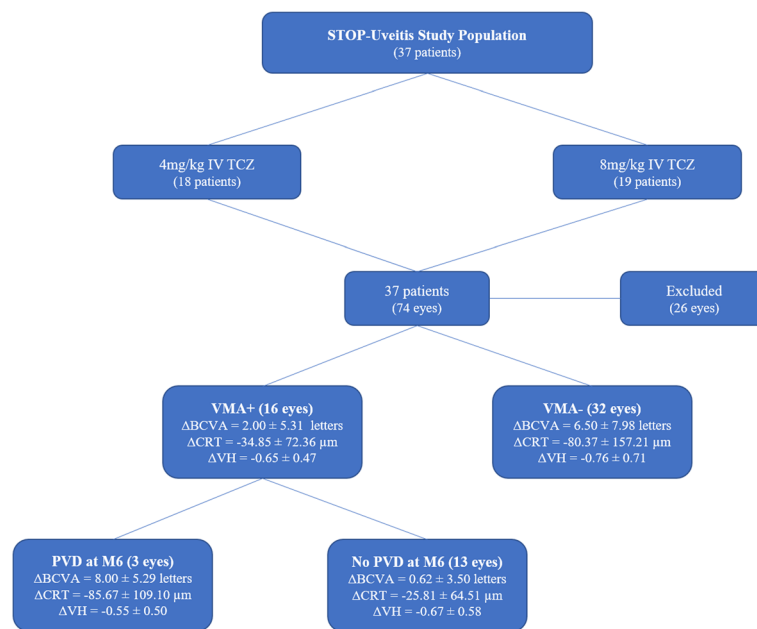 STOP-Uveitis Study Population
(37 patients)
4mg/kg IV TCZ
(18 patients)
8mg/kg IV TCZ
(19 patients)
37 patients
(74 eyes)
Excluded
(26 eyes)
VMA+ (16 eyes)
ΔBCVA = 2.00 ± 5.31 letters
ΔCRT = -34.85 ± 72.36 µm
ΔVH = -0.65 ± 0.47
VMA- (32 eyes)
ΔBCVA = 6.50 ± 7.98 letters
ΔCRT = -80.37 ± 157.21 µm
ΔVH = -0.76 ± 0.71
PVD at M6 (3 eyes)
ΔBCVA = 8.00 ± 5.29 letters
ΔCRT = -85.67 ± 109.10 µm
ΔVH = -0.55 ± 0.50
No PVD at M6 (13 eyes)
ΔBCVA = 0.62 ± 3.50 letters
ΔCRT = -25.81 ± 64.51 µm
ΔVH = -0.67 ± 0.58